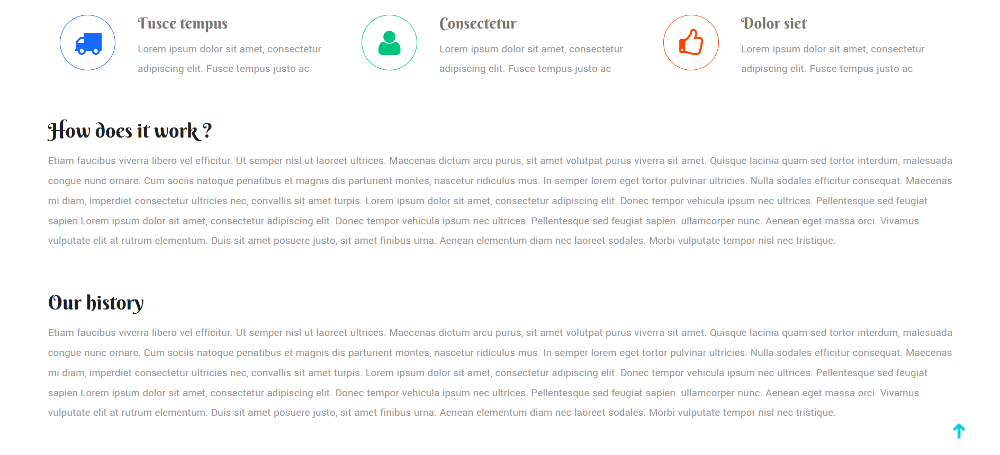 Fusce tempus
Lorem ipsum dolor sit amet, consectetur
adipiscing elit. Fusce tempus justo ac
Consectetur
Lorem ipsum dolor sit amet, consectetur
adipiscing elit. Fusce tempus justo ac
Dolor siet
Lorem ipsum dolor sit amet, consectetur
adipiscing elit. Fusce tempus justo ac
How does it work ?
Etiam faucibus viverra libero vel efficitur. Ut semper nisl ut laoreet ultrices. Maecenas dictum arcu purus, sit amet volutpat purus viverra sit amet. Quisque lacinia quam sed tortor interdum, malesuada
congue nunc ornare. Cum sociis natoque penatibus et magnis dis parturient montes, nascetur ridiculus mus. In semper lorem eget tortor pulvinar ultricies. Nulla sodales efficitur consequat. Maecenas
mi diam, imperdiet consectetur ultricies nec, convallis sit amet turpis. Lorem ipsum dolor sit amet, consectetur adipiscing elit. Donec tempor vehicula ipsum nec ultrices. Pellentesque sed feugiat
sapien.Lorem ipsum dolor sit amet, consectetur adipiscing elit. Donec tempor vehicula ipsum nec ultrices. Pellentesque sed feugiat sapien. ullamcorper nunc. Aenean eget massa orci. Vivamus
vulputate elit at rutrum elementum. Duis sit amet posuere justo, sit amet finibus urna. Aenean elementum diam nec laoreet sodales. Morbi vulputate tempor nisl nec tristique.
Our history
Etiam faucibus viverra libero vel efficitur. Ut semper nisl ut laoreet ultrices. Maecenas dictum arcu purus, sit amet volutpat purus viverra sit amet. Quisque lacinia quam sed tortor interdum, malesuada
congue nunc ornare. Cum sociis natoque penatibus et magnis dis parturient montes, nascetur ridiculus mus. In semper lorem eget tortor pulvinar ultricies. Nulla sodales efficitur consequat. Maecenas
mi diam, imperdiet consectetur ultricies nec, convallis sit amet turpis. Lorem ipsum dolor sit amet, consectetur adipiscing elit. Donec tempor vehicula ipsum nec ultrices. Pellentesque sed feugiat
sapien.Lorem ipsum dolor sit amet, consectetur adipiscing elit. Donec tempor vehicula ipsum nec ultrices. Pellentesque sed feugiat sapien. ullamcorper nunc. Aenean eget massa orci. Vivamus
vulputate elit at rutrum elementum. Duis sit amet posuere justo, sit amet finibus urna. Aenean elementum diam nec laoreet sodales. Morbi vulputate tempor nisl nec tristique.